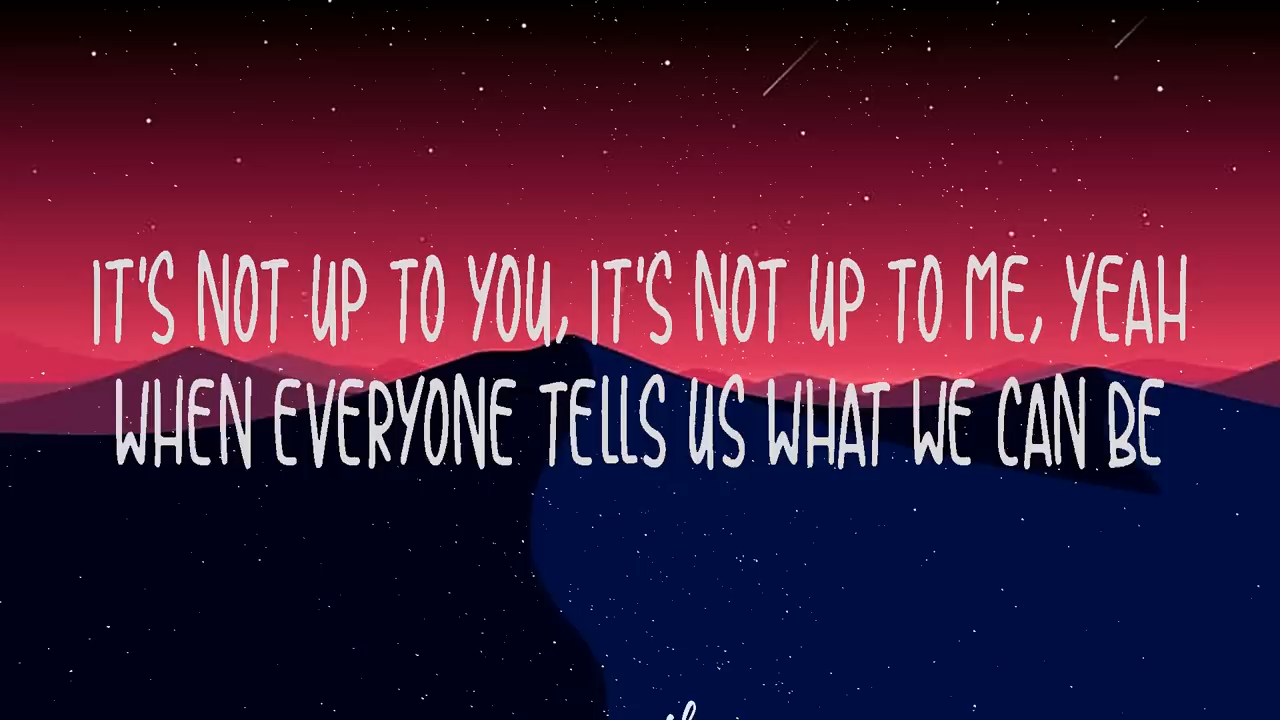 IT'S NOT UP TO YOU, IT'S NOT UP TO ME, YEAH
WHEN EVERYONE TELLS US WHAT WE CAN BE